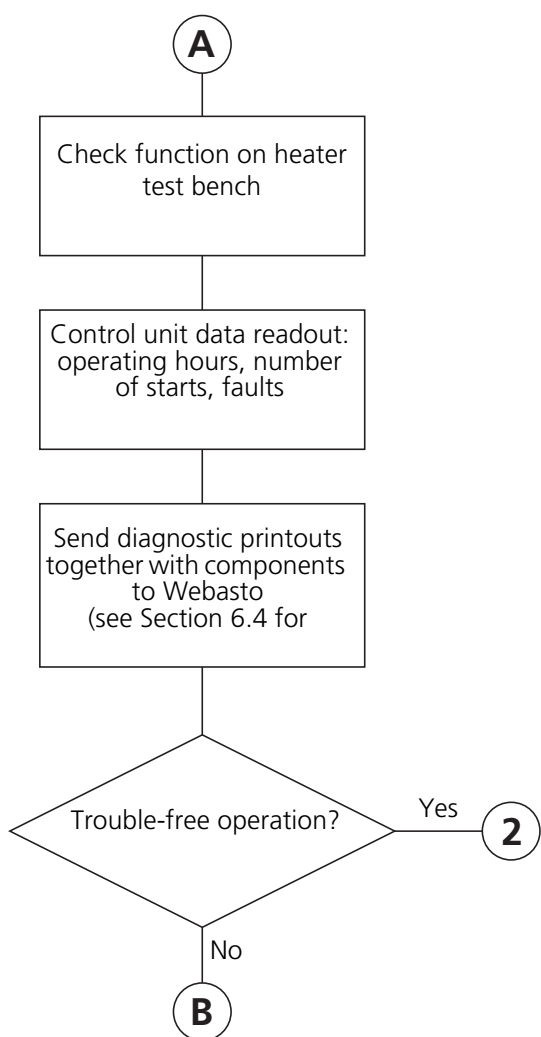 A
Check function on heater
test bench
Control unit data readout:
operating hours, number
of starts, faults
Send diagnostic printouts
together with components
to Webasto
(see Section 6.4 for
Trouble-free operation?
Yes
2
No
B